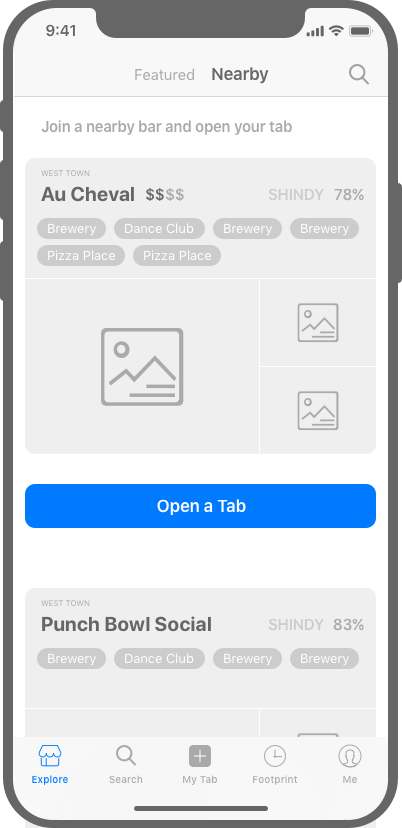 9:41
Featured Nearby
Join a nearby bar and open your tab
WEST TOWN
Au Cheval $$$$ SHINDY 78%
Brewery Dance Club Brewery Brewery
Pizza Place Pizza Place
Open a Tab
WEST TOWN
Punch Bowl Social SHINDY 83%
Brewery Dance Club Brewery Brewery
Explore Search My Tab Footprint Me